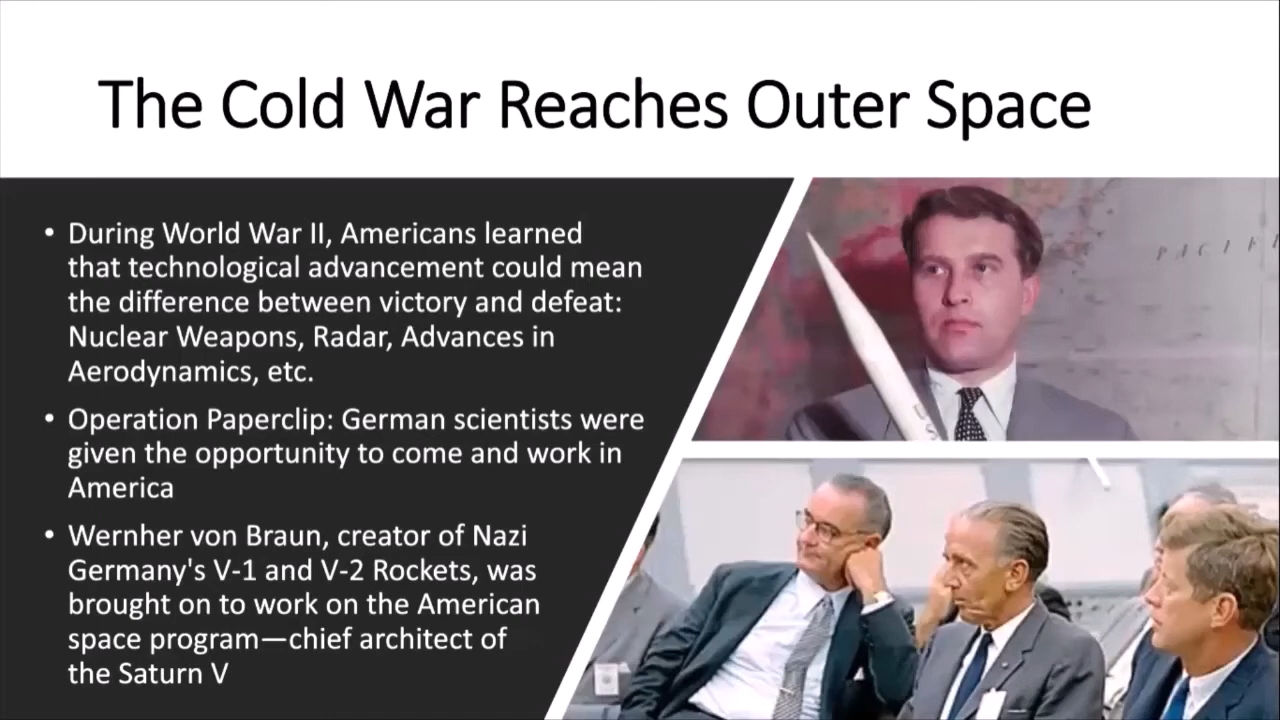 The Cold War Reaches Outer Space
• During World War II, Americans learned
that technological advancement could mean
the difference between victory and defeat:
Nuclear Weapons, Radar, Advances in
Aerodynamics, etc.
• Operation Paperclip: German scientists were
given the opportunity to come and work in
America
• Wernher von Braun, creator of Nazi
Germany's V-1 and V-2 Rockets, was
brought on to work on the American
space program—chief architect of
the Saturn V